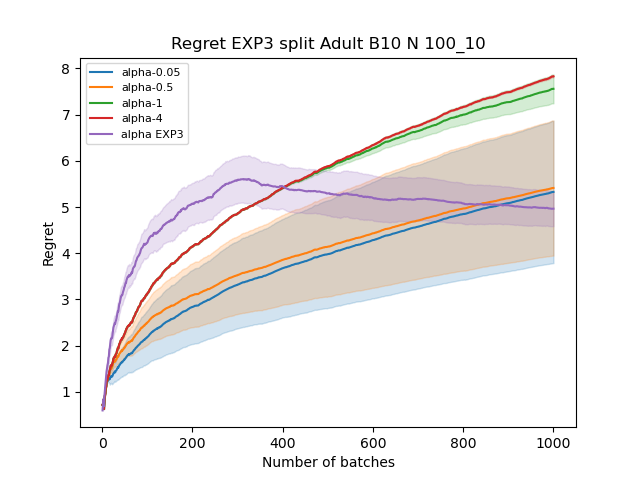 Regret EXP3 split Adult B10 N 100_10
8
7
6
5
4
3
2
1
Regret
alpha-0.05
alpha-0.5
alpha-1
alpha-4
alpha EXP3
0 200 400 600 800 1000
Number of batches